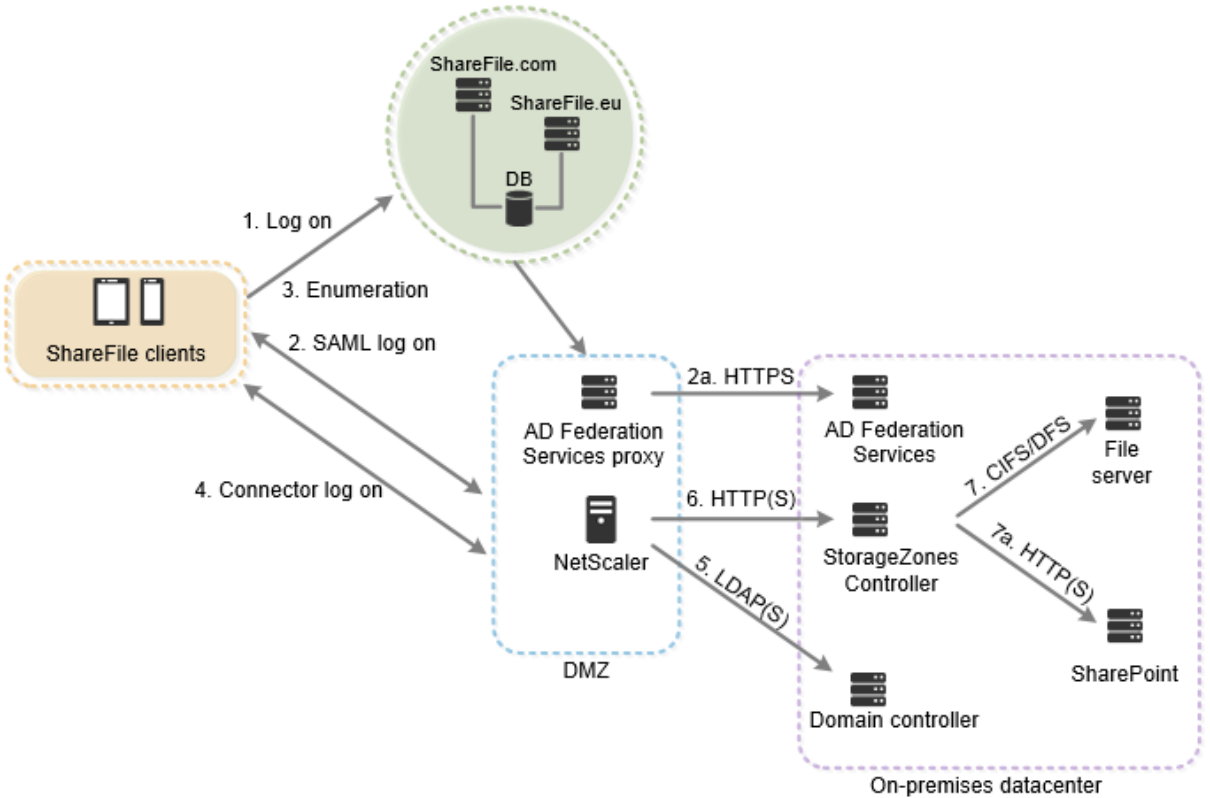 ShareFile.com
ShareFile.eu
DB
1. Log on
3. Enumeration
ShareFile clients
2. SAML log on
4. Connector log on
2a. HTTPS
AD Federation
Services proxy
6. HTTP(S)
NetScaler
5. LDAP(S)
DMZ
AD Federation
Services
7. CIFS/DFS
File
server
StorageZones
Controller
7a. HTTP(S)
SharePoint
Domain controller
On-premises datacenter